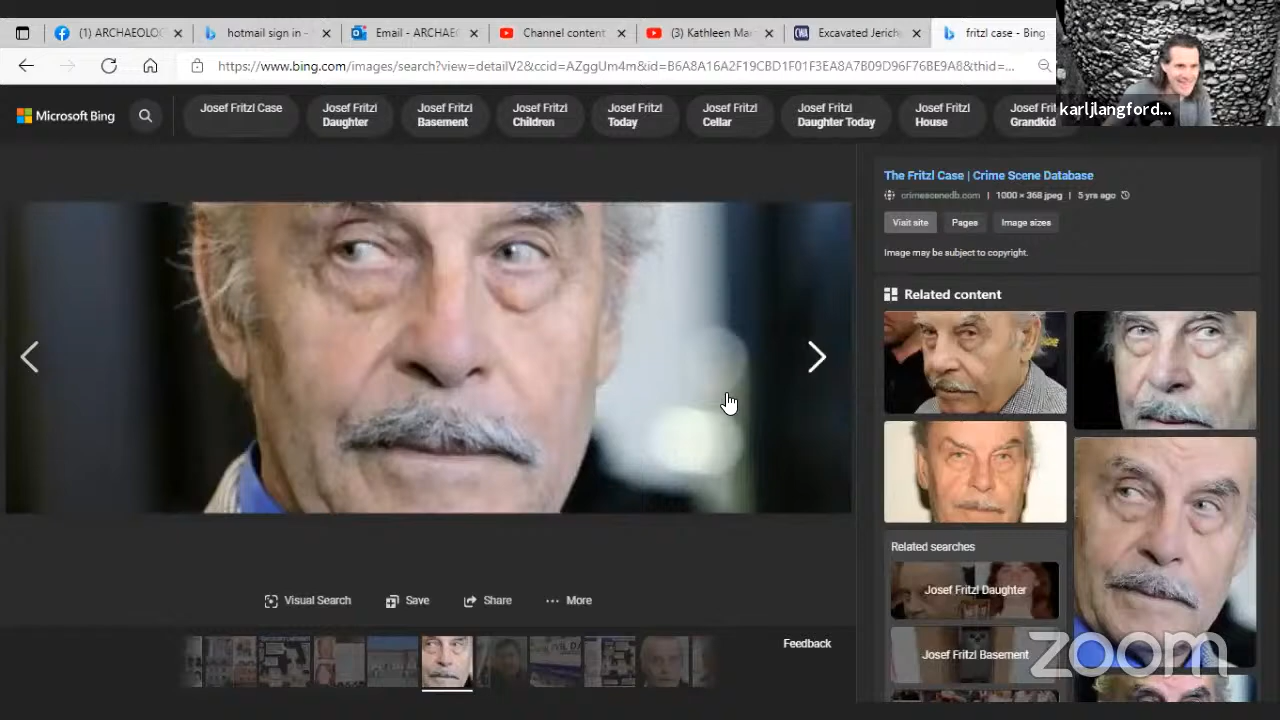 (1) ARCHAEOLO
hotmail sign in -
Email - ARCHAE
Channel content
(3) Kathleen Ma
Excavated Jerich
fritzl case - Bing
https://www.bing.com/images/search?view=detailV2&ccid=AZggUm4m&id=B6A8A16A2F19CBD1F01F3EA8A7B09D96F76BE9A8&thid=...
karljlangford...
Microsoft Bing
Josef Fritzl Case
Josef Fritzl
Daughter
Josef Fritzl
Basement
Josef Fritzl
Children
Josef Fritzl
Today
Josef Fritzl
Cellar
Josef Fritzl
Daughter Today
Josef Fritzl
House
Josef Frit
Grandkid
The Fritzl Case | Crime Scene Database
crimescenedb.com | 1000 × 368 jpeg | 5 yrs ago
Visit site
Pages
Image sizes
Image may be subject to copyright.
Related content
Related searches
Josef Fritzl Daughter
Josef Fritzl Basement
Visual Search
Save
Share
More
Feedback
zoom